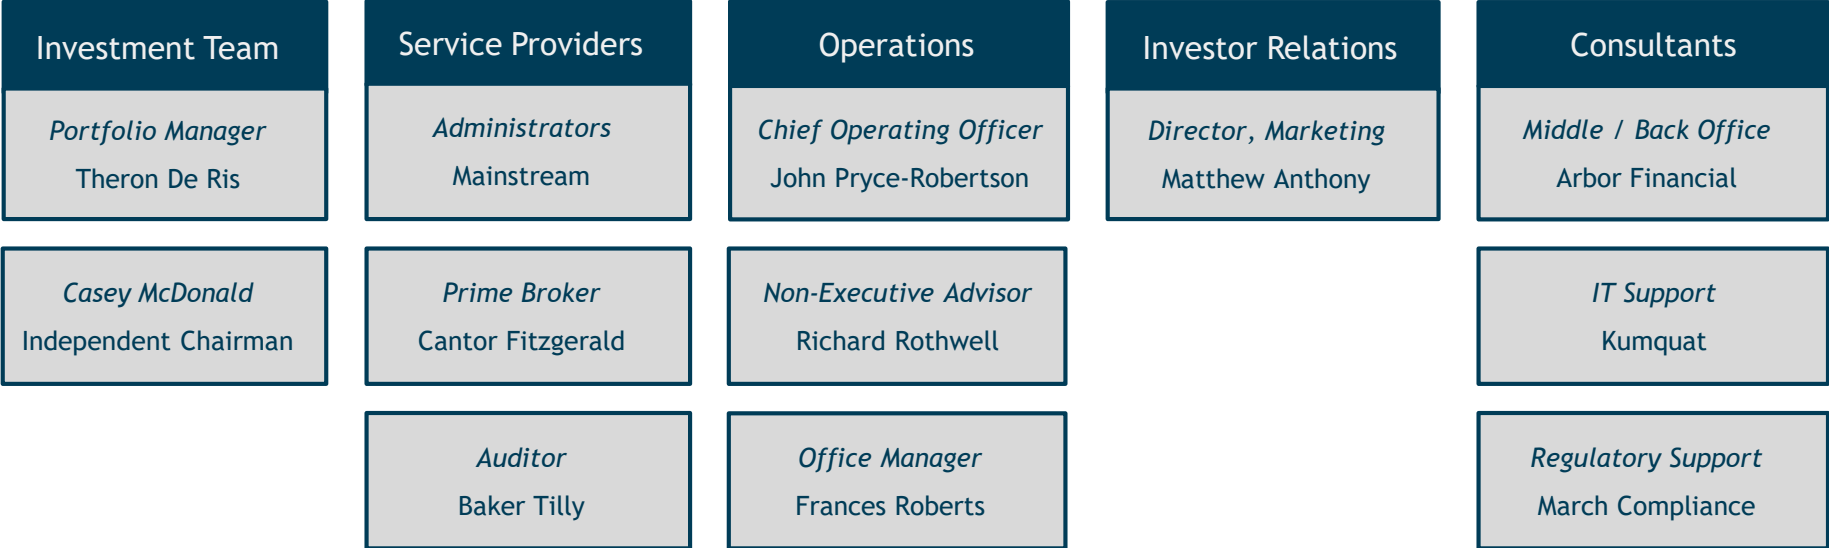 Investment Team
Portfolio Manager
Theron De Ris
Casey McDonald
Independent Chairman
Service Providers
Administrators
Mainstream
Prime Broker
Cantor Fitzgerald
Auditor
Baker Tilly
Operations
Chief Operating Officer
John Pryce-Robertson
Non-Executive Advisor
Richard Rothwell
Office Manager
Frances Roberts
Investor Relations
Director, Marketing
Matthew Anthony
Consultants
Middle / Back Office
Arbor Financial
IT Support
Kumquat
Regulatory Support
March Compliance